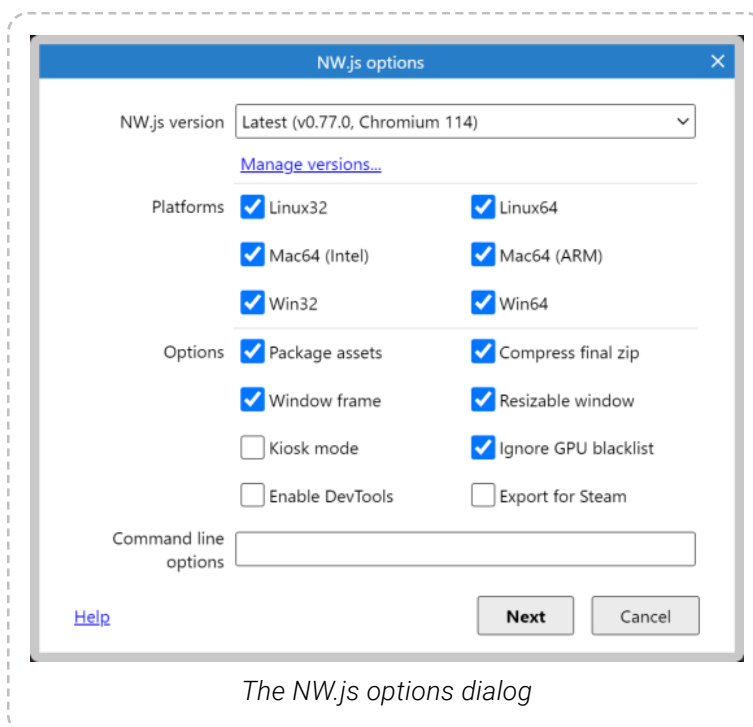 NW.js options
NW.js version Latest (v0.77.0, Chromium 114)
Manage versions...
Platforms Linux32 Linux64
Mac64 (Intel) Mac64 (ARM)
Win32 Win64
Options Package assets Compress final zip
Window frame Resizable window
Kiosk mode Ignore GPU blacklist
Enable DevTools Export for Steam
Command line
options
Help Next Cancel
The NW.js options dialog